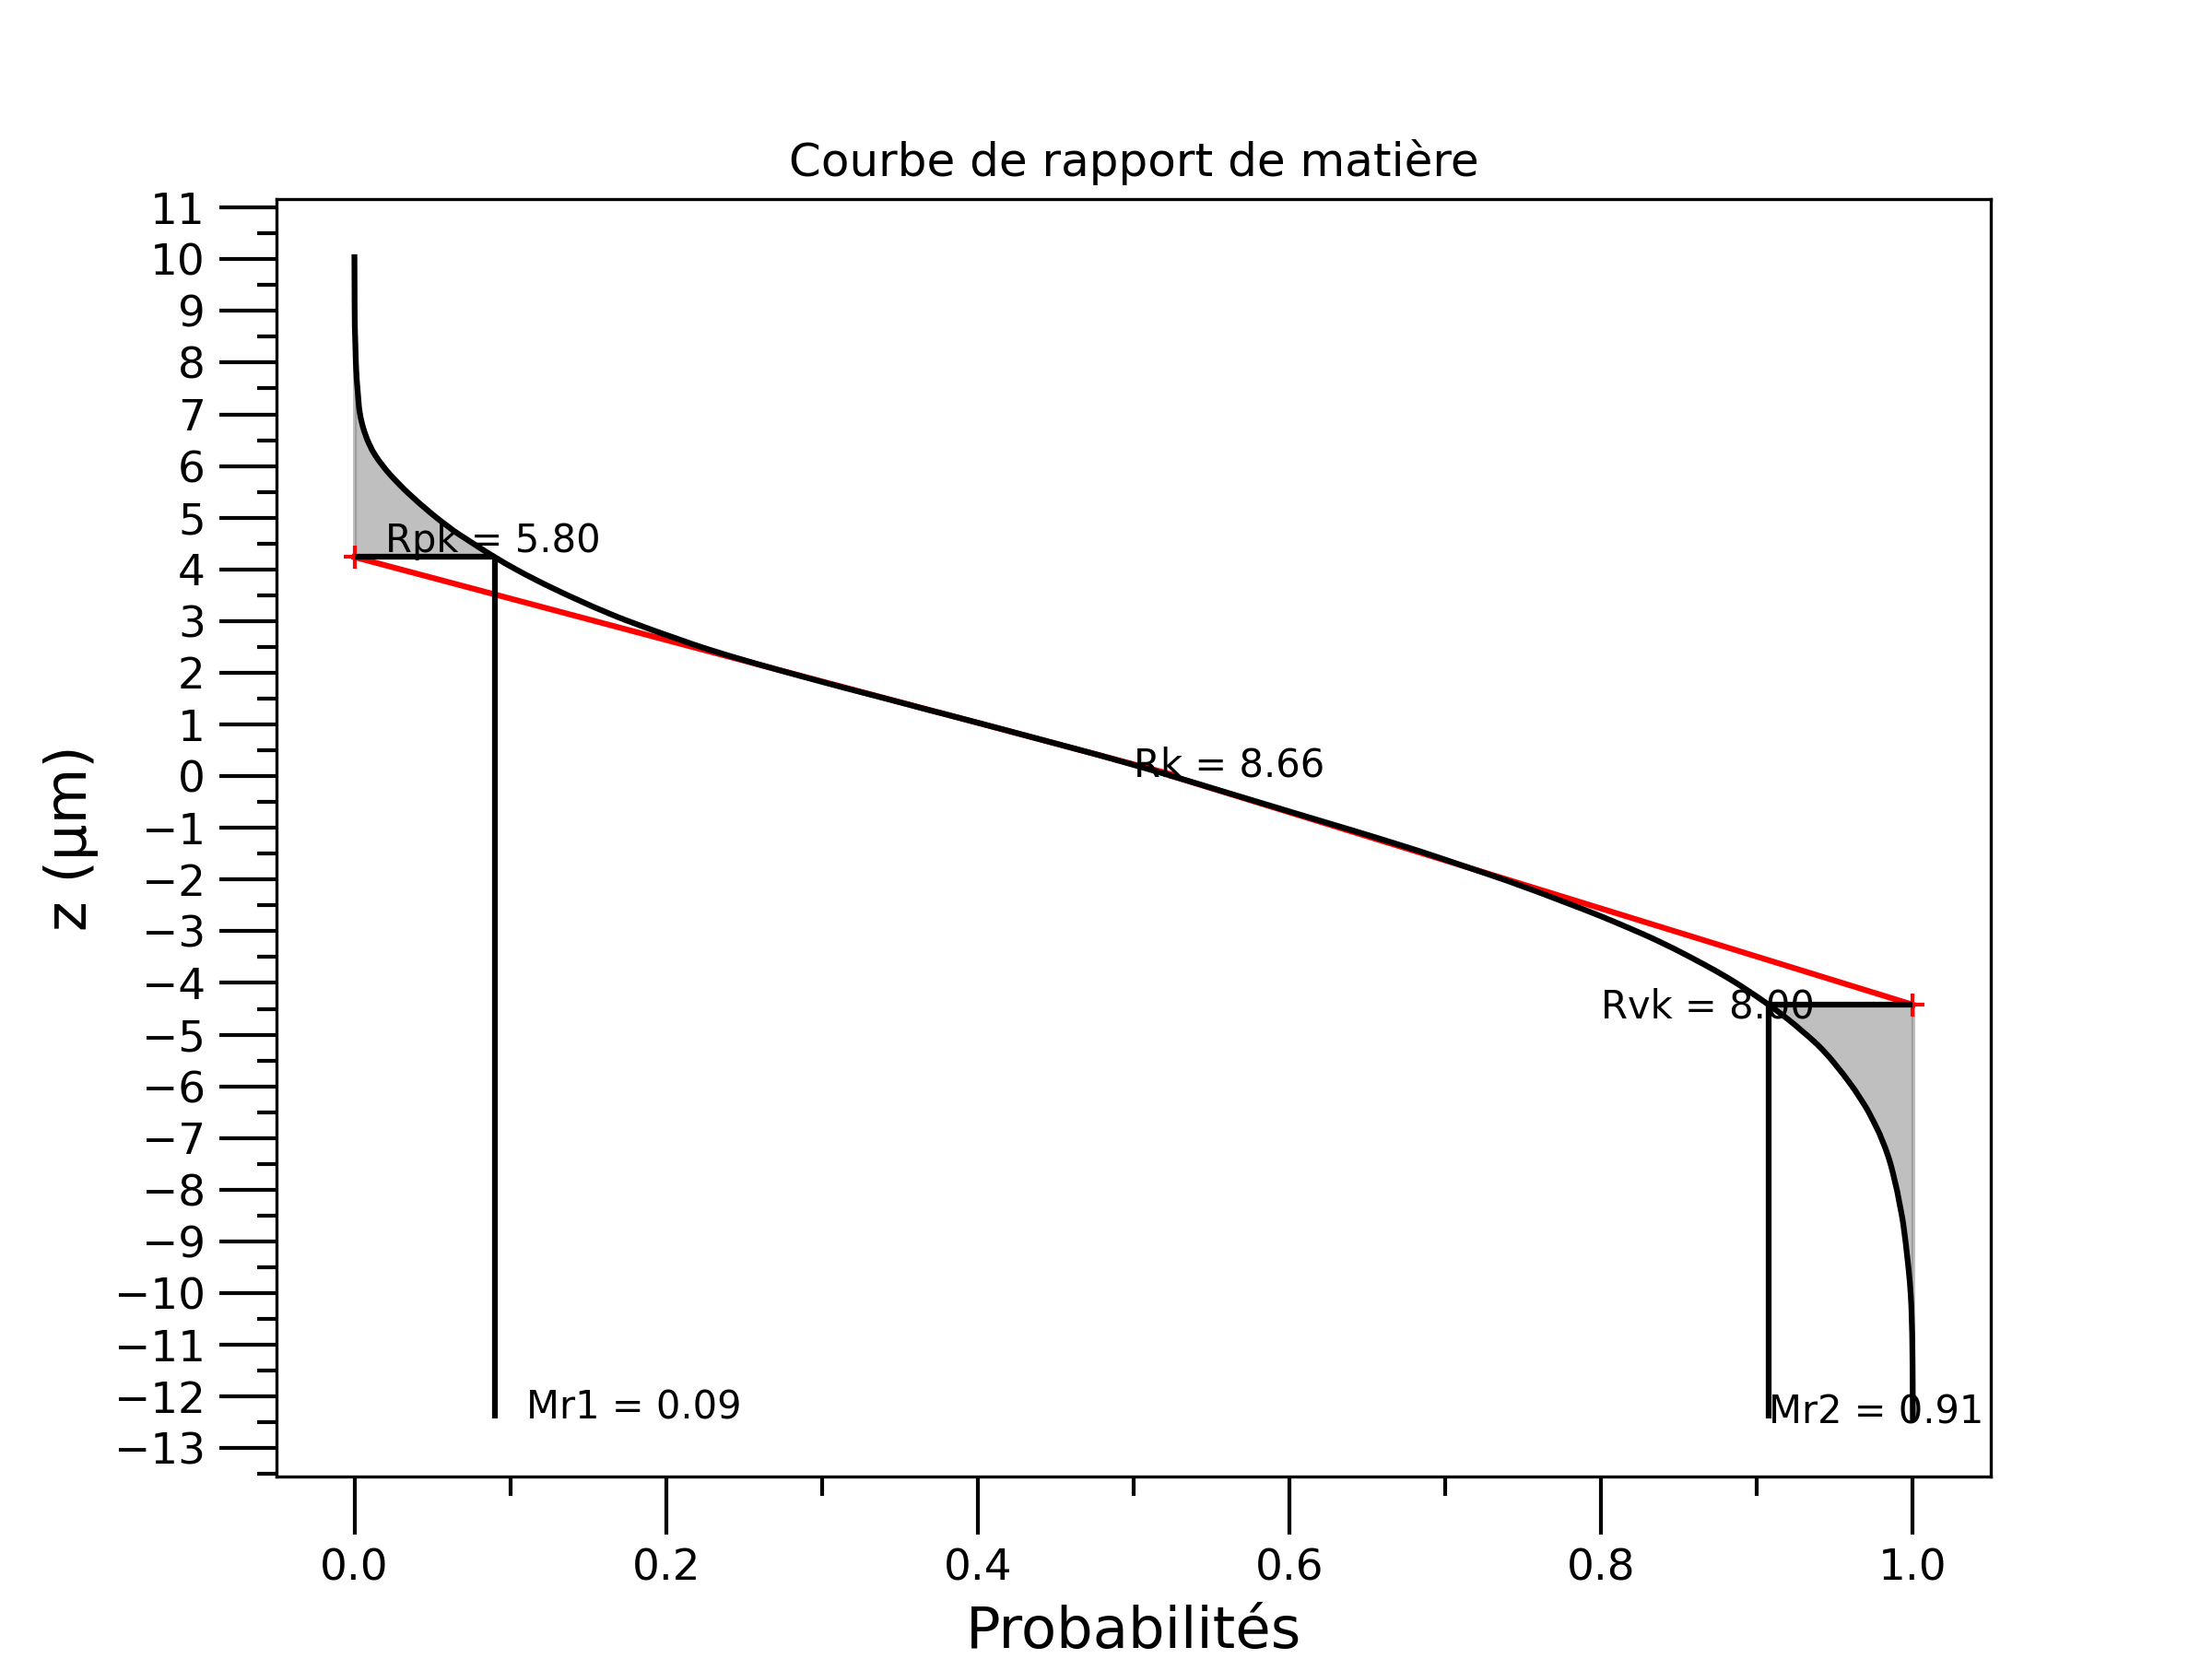 Courbe de rapport de matière
11
10
9
8
7
6
5
4
3
2
1
0
−1
−2
−3
−4
−5
−6
−7
−8
−9
−10
−11
−12
−13
z (µm)
Rpk = 5.80
Rk = 8.66
Rvk = 8.00
Mr1 = 0.09
Mr2 = 0.91
0.0 0.2 0.4 0.6 0.8 1.0
Probabilités